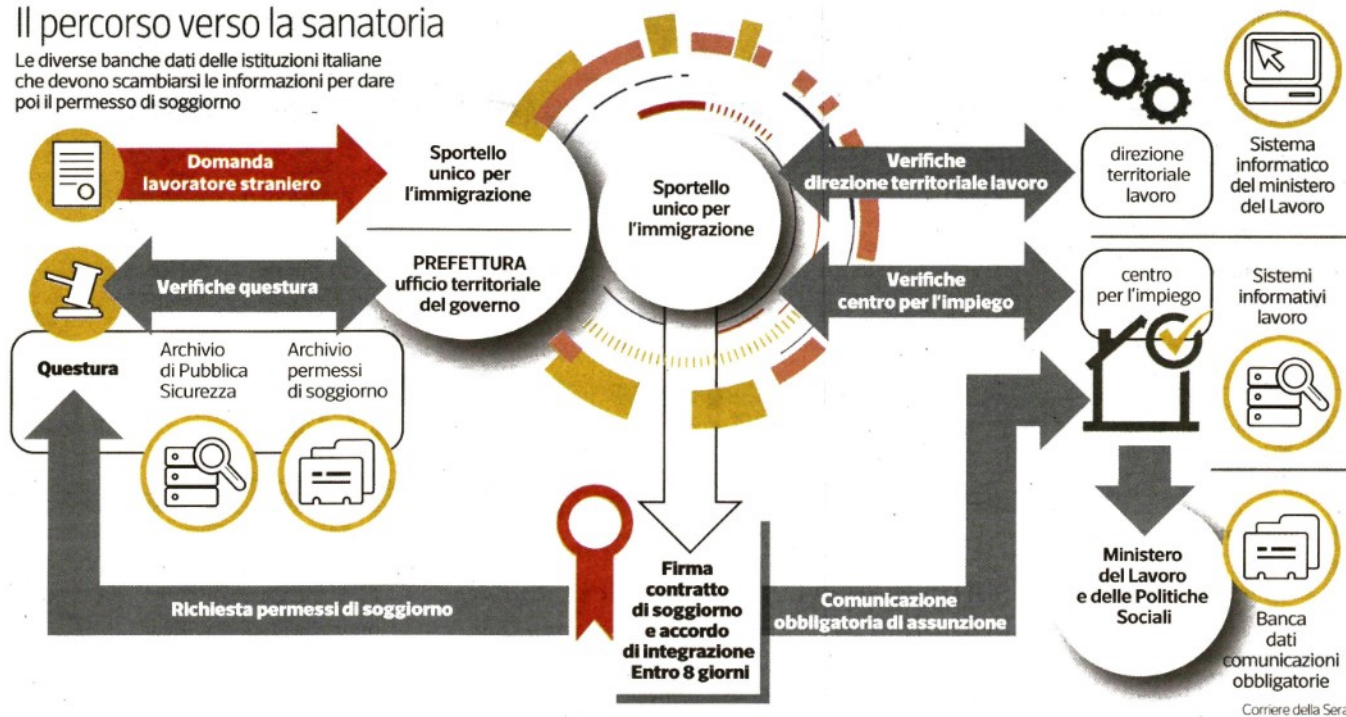 Il percorso verso la sanatoria
Le diverse banche dati delle istituzioni italiane
che devono scambiarsi le informazioni per dare
poi il permesso di soggiorno
Domanda
lavoratore straniero
Sportello
unico per
l'immigrazione
PREFETTURA
ufficio territoriale
del governo
Verifiche questura
Questura
Archivio
di Pubblica
Sicurezza
Archivio
permessi
di soggiorno
Sportello
unico per
l'immigrazione
Verifiche
direzione territoriale lavoro
direzione
territoriale
lavoro
Sistema
informatico
del ministero
del Lavoro
Verifiche
centro per l'impiego
centro
per l'impiego
Sistemi
informativi
lavoro
Richiesta permessi di soggiorno
Firma
contratto
di soggiorno
e accordo
di integrazione
Entro 8 giorni
Comunicazione
obbligatoria di assunzione
Ministero
del Lavoro
e delle Politiche
Sociali
Banca
dati
comunicazioni
obbligatorie
Corriere della Sera